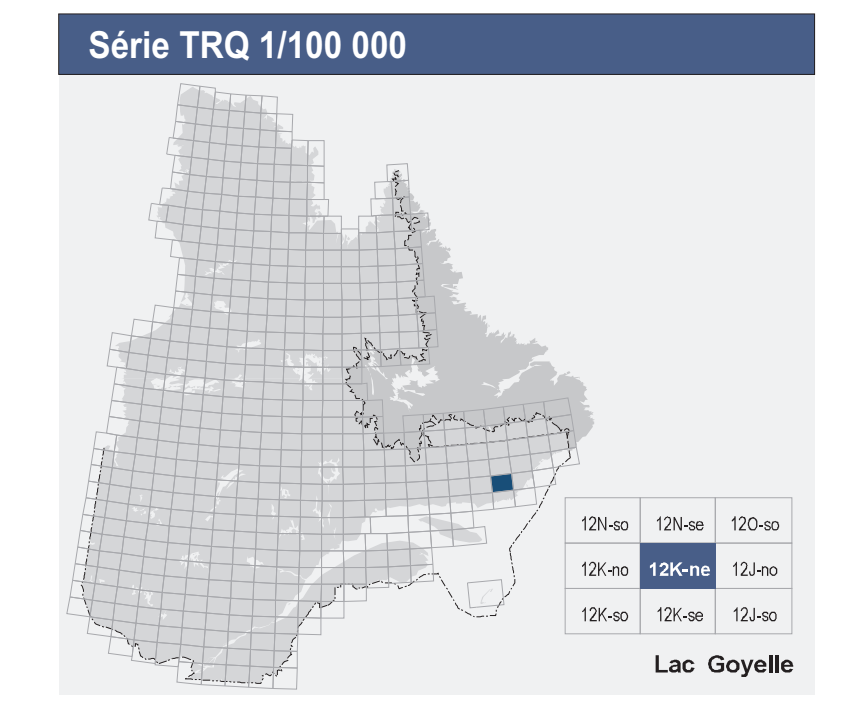 Série TRQ 1/100 000
12N-so 12N-se 12O-so
12K-no 12K-ne 12J-no
12K-so 12K-se 12J-so
Lac Goyelle